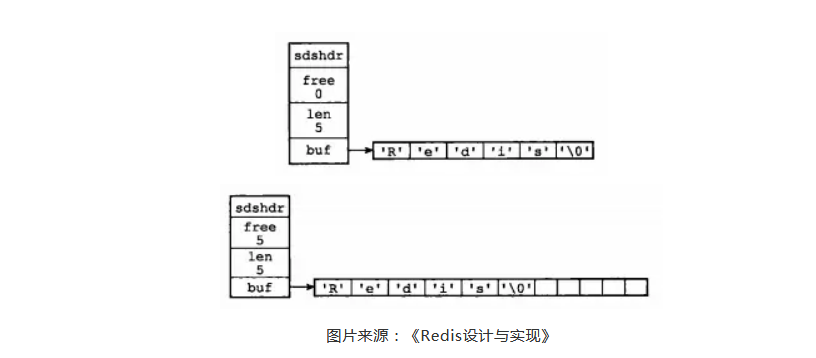 sdshdr
free
0
len
5
buf
'R' 'e' 'd' 'i' 's' '\0'
sdshdr
free
5
len
5
buf
'R' 'e' 'd' 'i' 's' '\0'
图片来源：《Redis设计与实现》